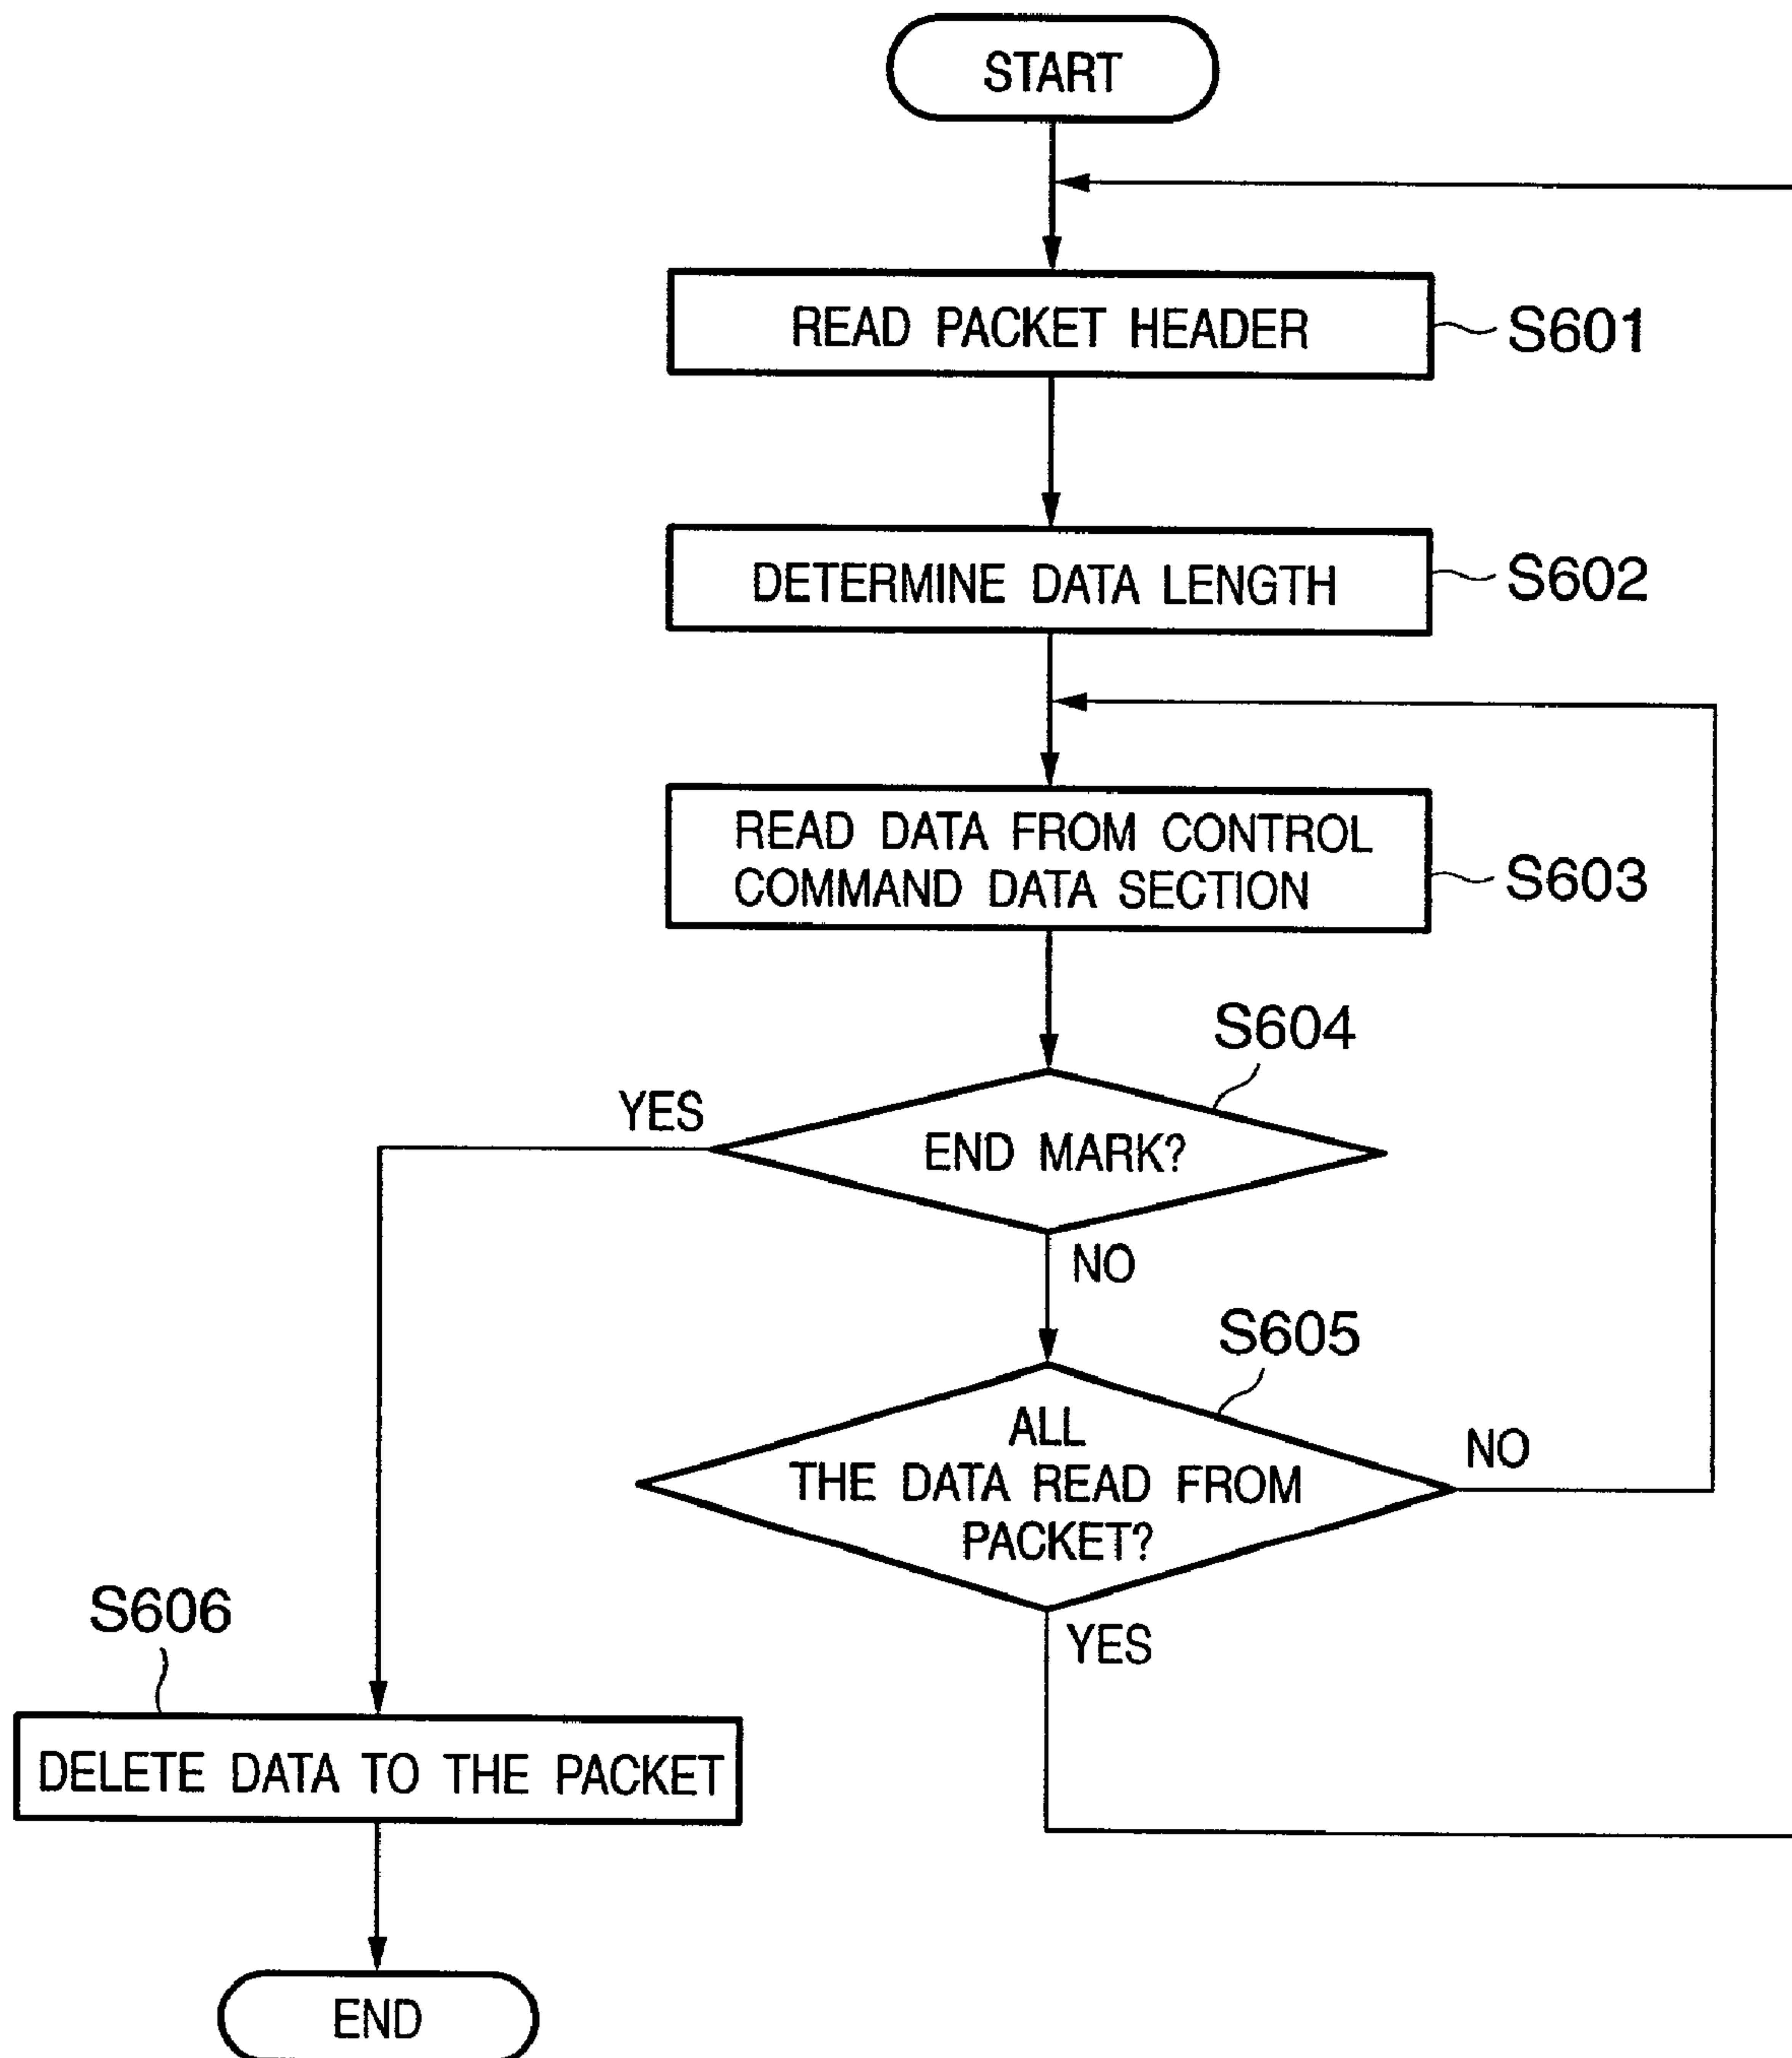 START
READ PACKET HEADER
S601
DETERMINE DATA LENGTH
S602
READ DATA FROM CONTROL
COMMAND DATA SECTION
S603
S604
YES
END MARK?
NO
S605
ALL
THE DATA READ FROM
PACKET?
NO
YES
S606
DELETE DATA TO THE PACKET
END